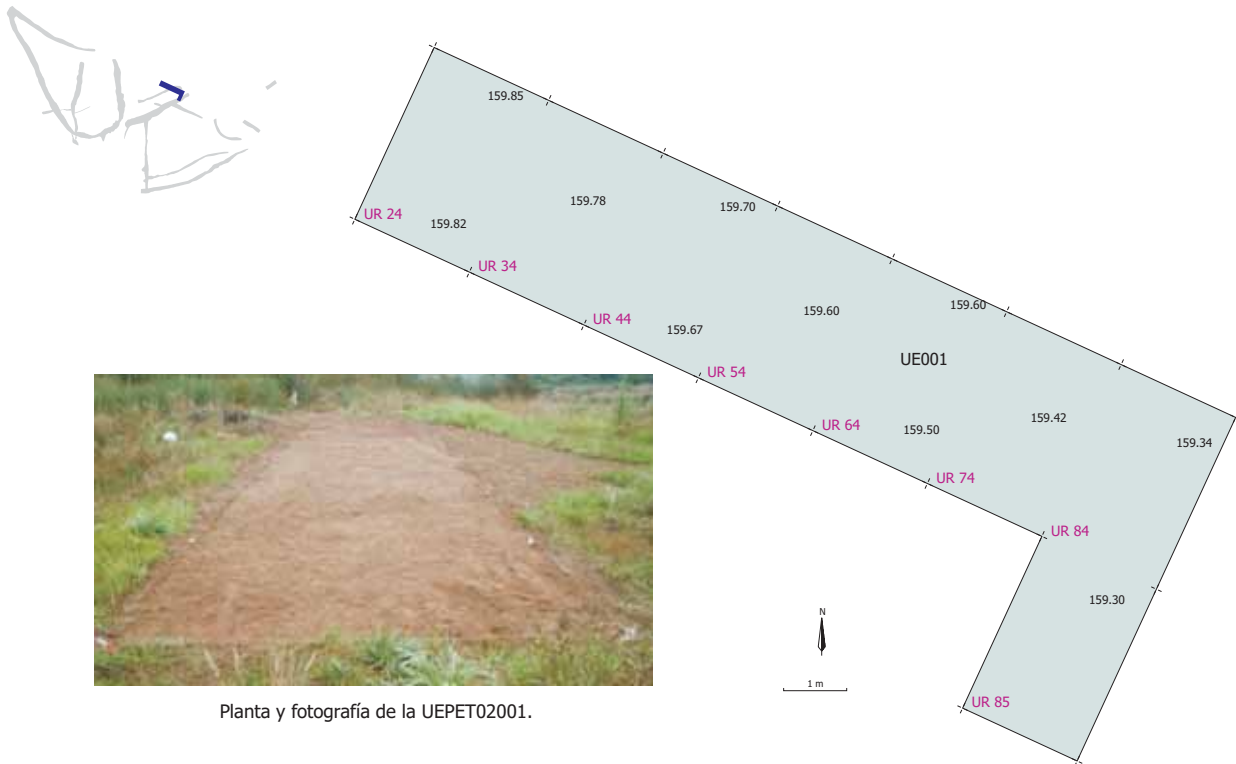 159.85
159.78
159.70
UR 24
159.82
UR 34
159.60
159.60
UR 44
159.67
UE001
UR 54
159.42
UR 64
159.50
159.34
UR 74
UR 84
159.30
N
1 m
UR 85
Planta y fotografía de la UEPET02001.